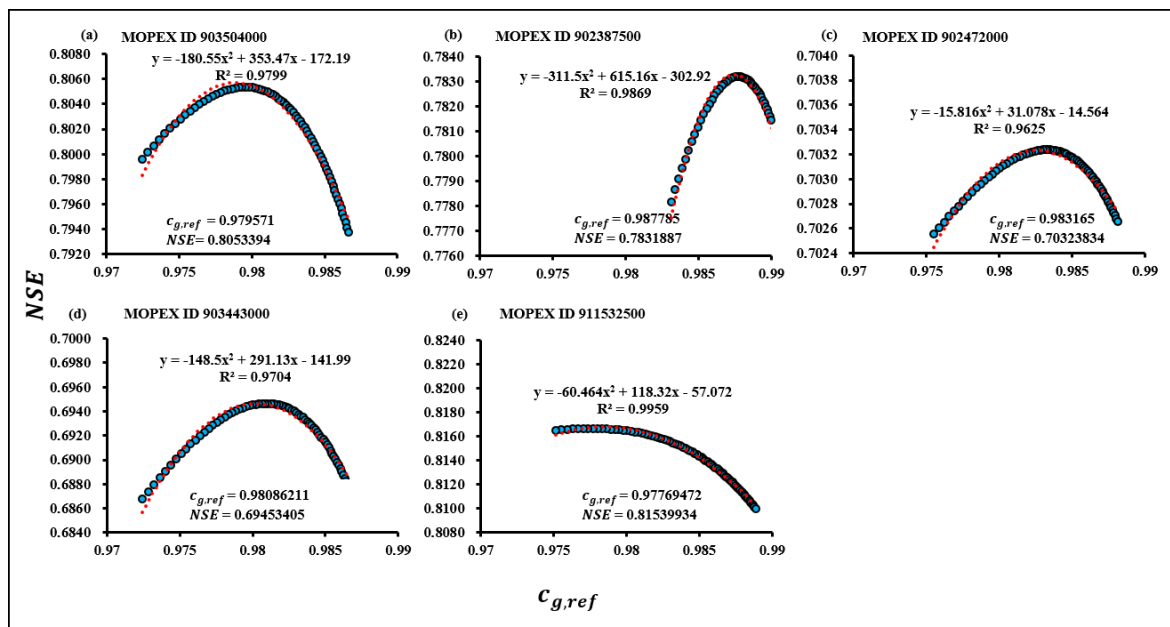 (a) MOPEX ID 903504000
y = -180.55x² + 353.47x - 172.19
R² = 0.9799
0.8080
0.8060
0.8040
0.8020
0.8000
0.7980
0.7960
0.7940
0.7920
c_g,ref = 0.979571
NSE= 0.8053394
0.97 0.975 0.98 0.985 0.99
(b) MOPEX ID 902387500
y = -311.5x² + 615.16x - 302.92
R² = 0.9869
0.7840
0.7830
0.7820
0.7810
0.7800
0.7790
0.7780
0.7770
0.7760
c_g,ref = 0.987785
NSE = 0.7831887
0.97 0.975 0.98 0.985 0.99
(c) MOPEX ID 902472000
y = -15.816x² + 31.078x - 14.564
R² = 0.9625
0.7040
0.7038
0.7036
0.7034
0.7032
0.7030
0.7028
0.7026
0.7024
c_g,ref = 0.983165
NSE = 0.70323834
0.97 0.975 0.98 0.985 0.99
NSE
(d) MOPEX ID 903443000
y = -148.5x² + 291.13x - 141.99
R² = 0.9704
0.7000
0.6980
0.6960
0.6940
0.6920
0.6900
0.6880
0.6860
0.6840
c_g,ref = 0.98086211
NSE = 0.69453405
0.97 0.975 0.98 0.985 0.99
(e) MOPEX ID 911532500
y = -60.464x² + 118.32x - 57.072
R² = 0.9959
0.8240
0.8220
0.8200
0.8180
0.8160
0.8140
0.8120
0.8100
0.8080
c_g,ref = 0.97769472
NSE = 0.81539934
0.97 0.975 0.98 0.985 0.99
c_g,ref